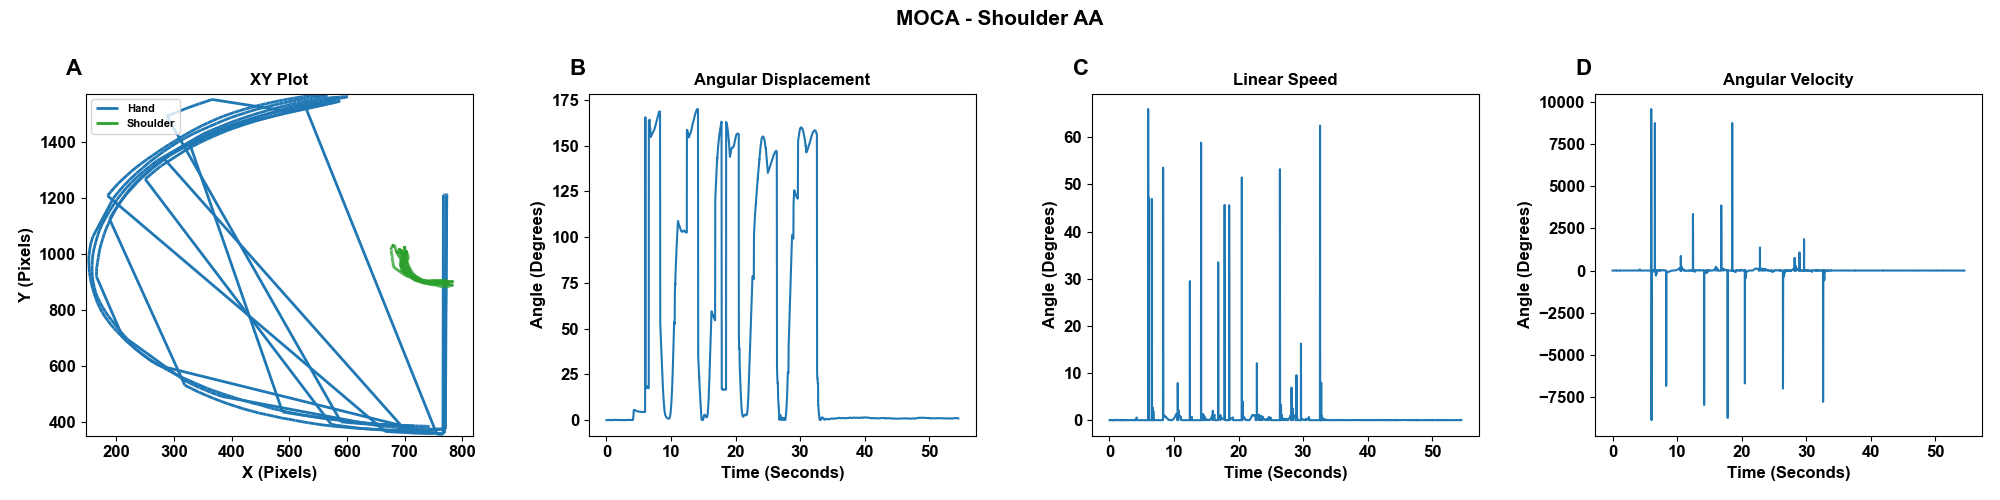 MOCA - Shoulder AA
A
XY Plot
Hand
Shoulder
Y (Pixels)
1400
1200
1000
800
600
400
200
300
400
500
600
700
800
X (Pixels)
B
Angular Displacement
Angle (Degrees)
175
150
125
100
75
50
25
0
0
10
20
30
40
50
Time (Seconds)
C
Linear Speed
Angle (Degrees)
60
50
40
30
20
10
0
0
10
20
30
40
50
Time (Seconds)
D
Angular Velocity
Angle (Degrees)
10000
7500
5000
2500
0
−2500
−5000
−7500
0
10
20
30
40
50
Time (Seconds)